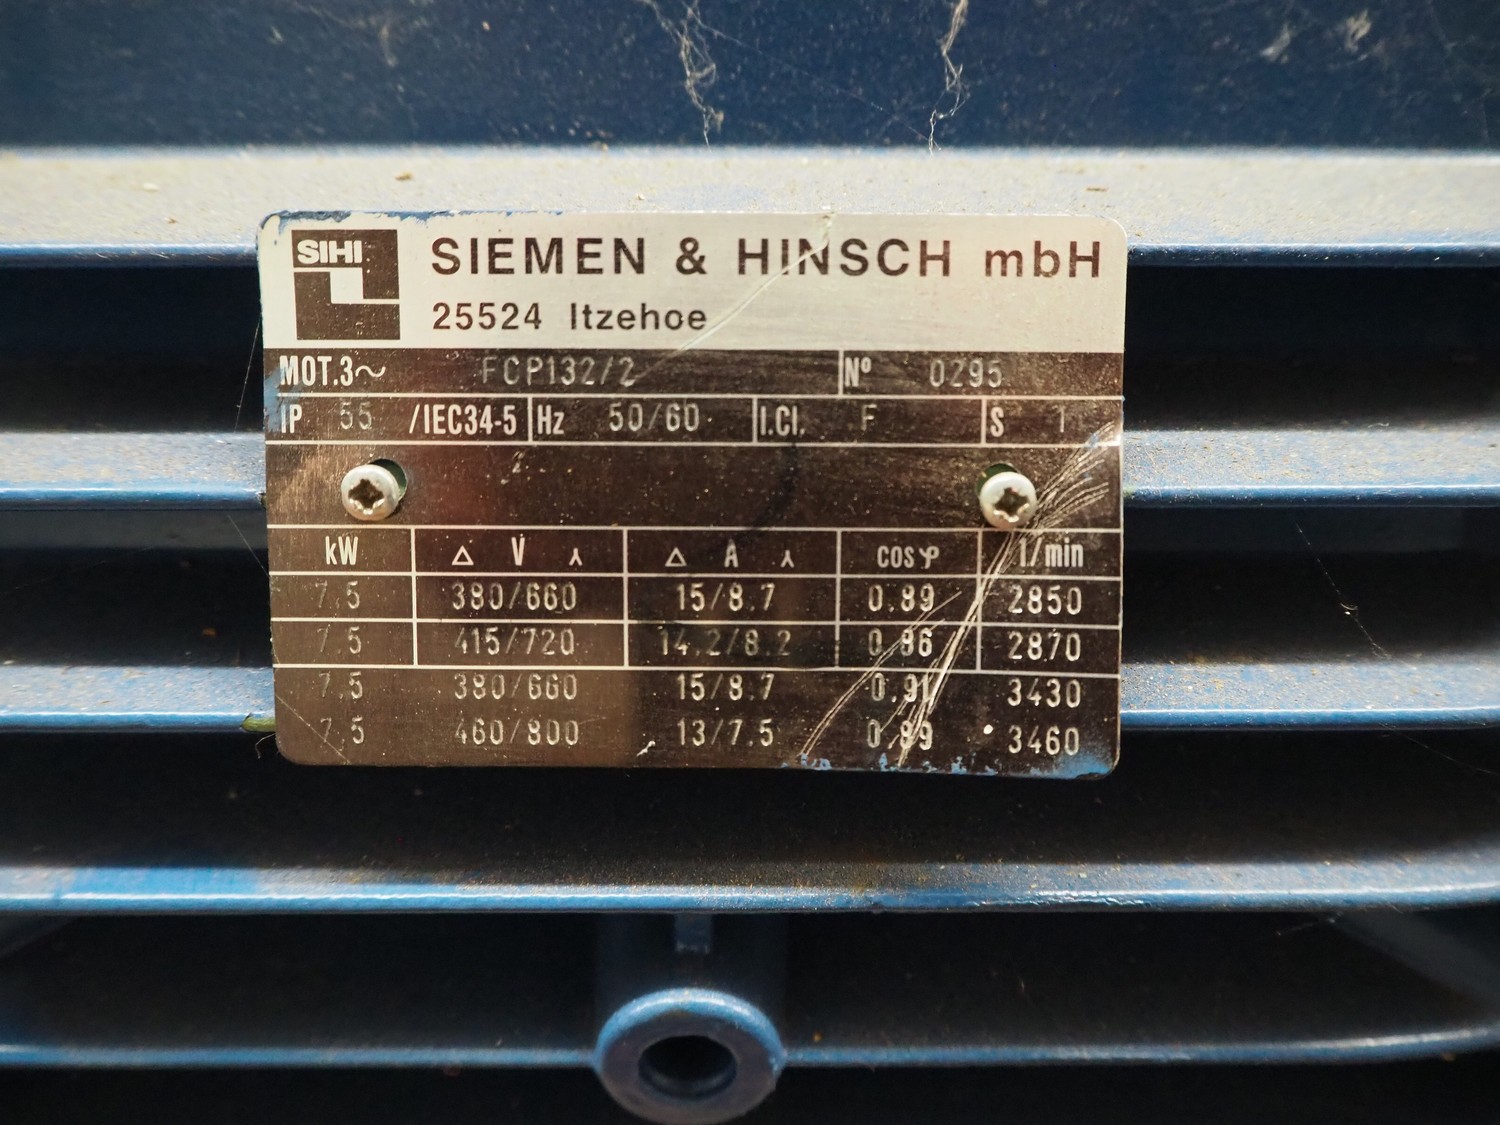 SIHI
SIEMEN & HINSCH mbH
25524 Itzehoe
MOT.3~ FCP132/2 Nº 0295
IP 55 /IEC34-5 Hz 50/60 I.Cl. F S 1
kW Δ V ⅄ Δ A ⅄ cos φ 1/min
7.5 380/660 15/8.7 0.89 2850
7.5 415/720 14.2/8.2 0.86 2870
7.5 380/660 15/8.7 0.91 3430
7.5 460/800 13/7.5 0.89 3460